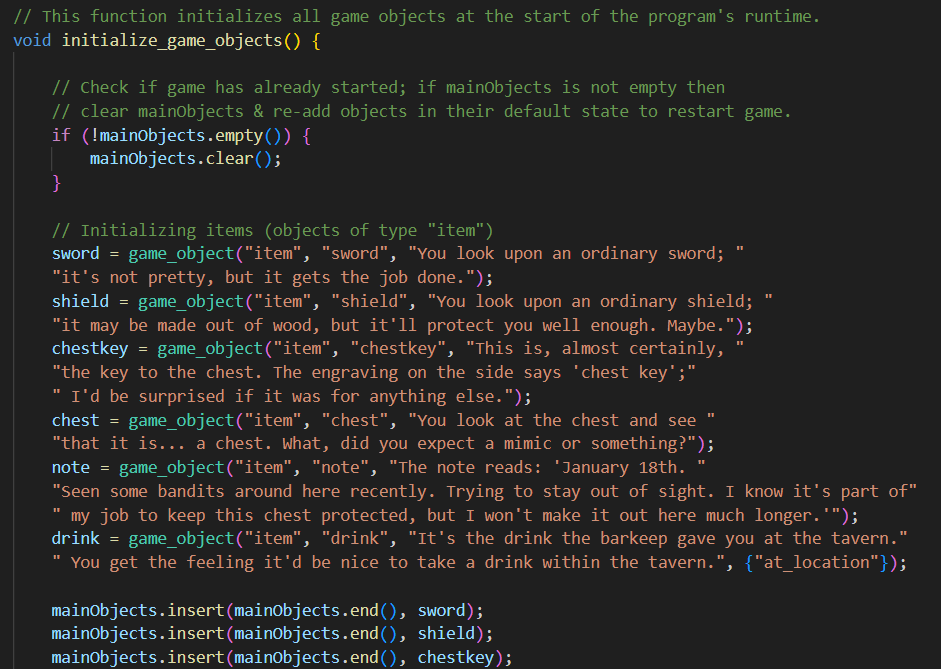 // This function initializes all game objects at the start of the program's runtime.
void initialize_game_objects() {
// Check if game has already started; if mainObjects is not empty then
// clear mainObjects & re-add objects in their default state to restart game.
if (!mainObjects.empty()) {
mainObjects.clear();
}
// Initializing items (objects of type "item")
sword = game_object("item", "sword", "You look upon an ordinary sword; "
"it's not pretty, but it gets the job done.");
shield = game_object("item", "shield", "You look upon an ordinary shield; "
"it may be made out of wood, but it'll protect you well enough. Maybe.");
chestkey = game_object("item", "chestkey", "This is, almost certainly, "
"the key to the chest. The engraving on the side says 'chest key';"
" I'd be surprised if it was for anything else.");
chest = game_object("item", "chest", "You look at the chest and see "
"that it is... a chest. What, did you expect a mimic or something?");
note = game_object("item", "note", "The note reads: 'January 18th. "
"Seen some bandits around here recently. Trying to stay out of sight. I know it's part of"
" my job to keep this chest protected, but I won't make it out here much longer.'");
drink = game_object("item", "drink", "It's the drink the barkeep gave you at the tavern."
" You get the feeling it'd be nice to take a drink within the tavern.", {"at_location"});
mainObjects.insert(mainObjects.end(), sword);
mainObjects.insert(mainObjects.end(), shield);
mainObjects.insert(mainObjects.end(), chestkey);